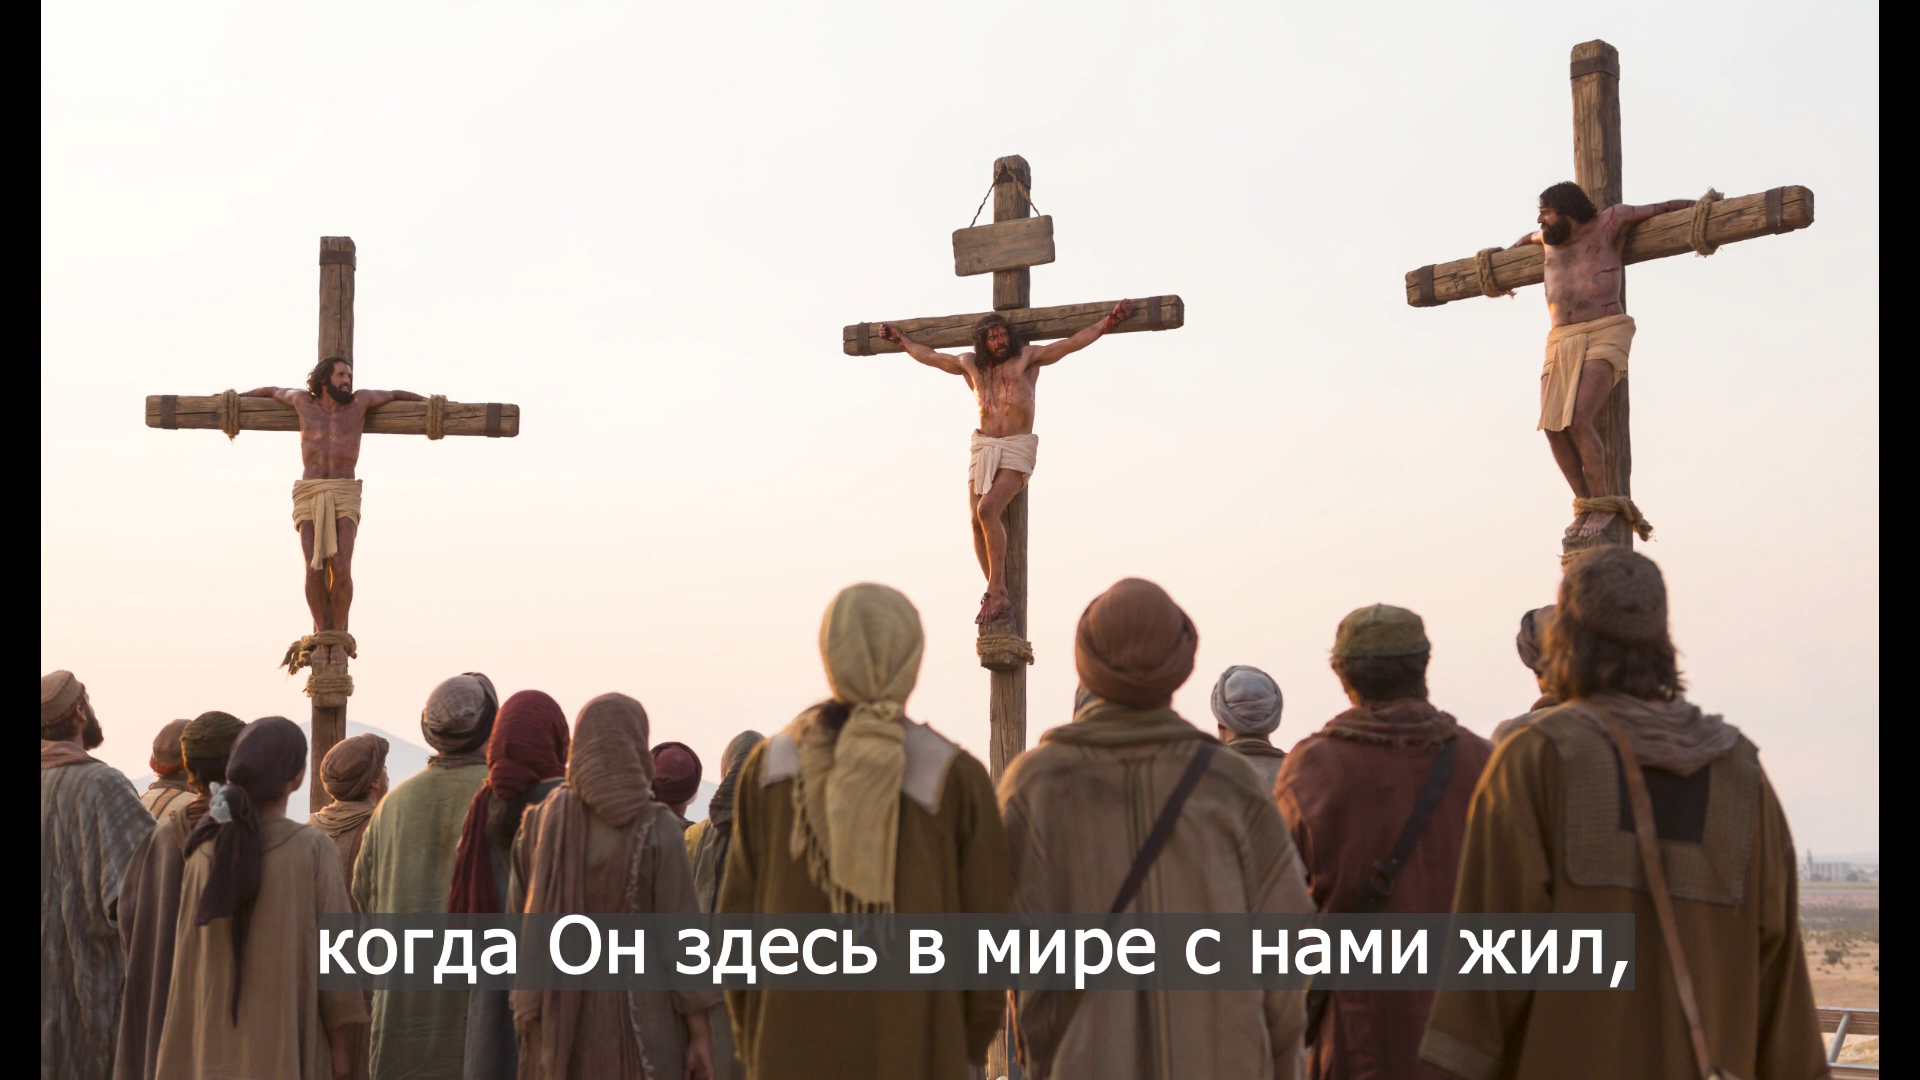 когда Он здесь в мире с нами жил,